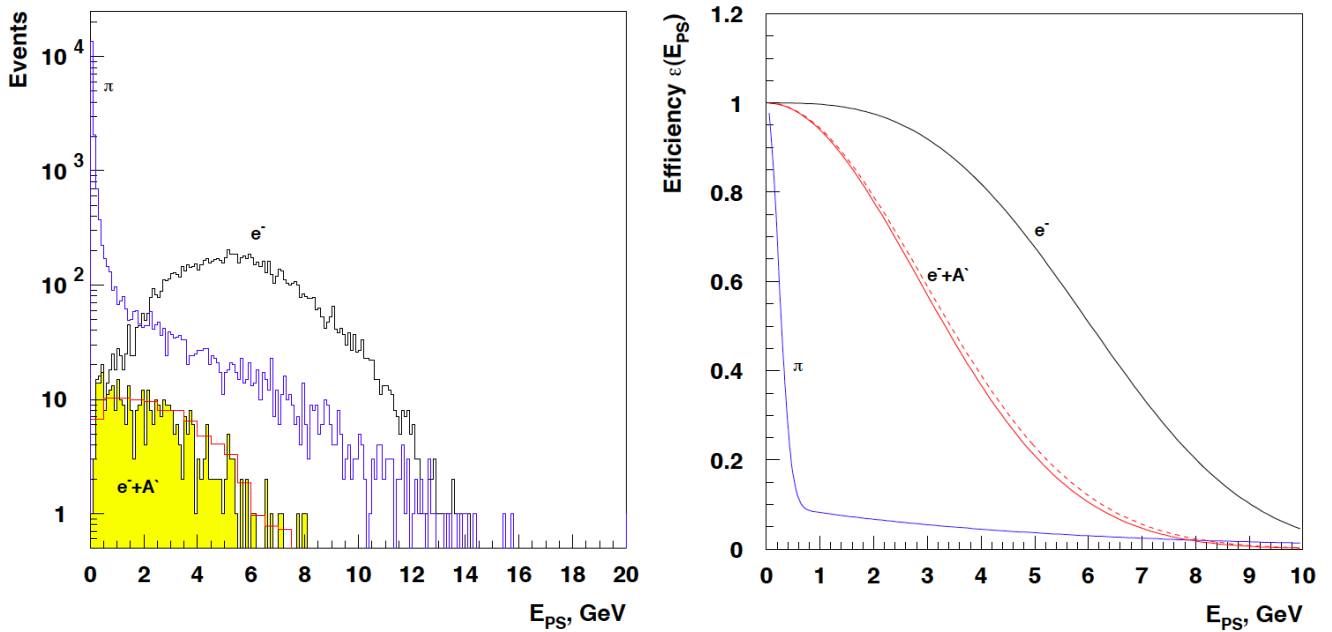 Events
10^4
10^3
10^2
10
1
π
e^-
e^-+A`
0 2 4 6 8 10 12 14 16 18 20
E_PS, GeV
Efficiency ε(E_PS)
1.2
1
0.8
0.6
0.4
0.2
0
e^-
e^-+A`
π
0 1 2 3 4 5 6 7 8 9 10
E_PS, GeV